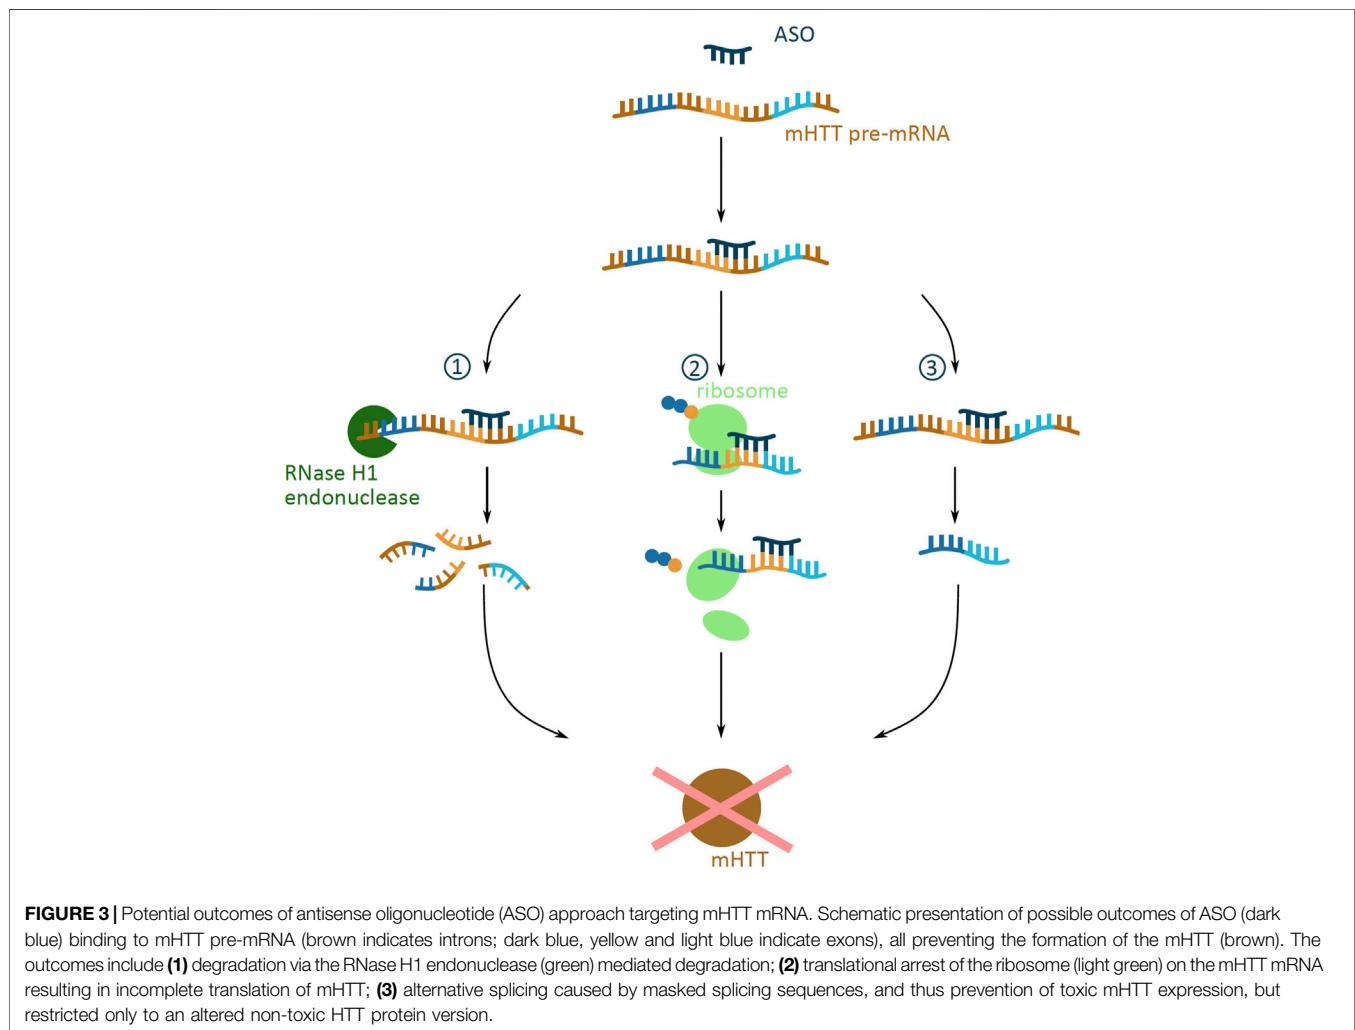 ASO
mHTT pre-mRNA
1
2
3
ribosome
RNase H1
endonuclease
mHTT
FIGURE 3 | Potential outcomes of antisense oligonucleotide (ASO) approach targeting mHTT mRNA. Schematic presentation of possible outcomes of ASO (dark
blue) binding to mHTT pre-mRNA (brown indicates introns; dark blue, yellow and light blue indicate exons), all preventing the formation of the mHTT (brown). The
outcomes include (1) degradation via the RNase H1 endonuclease (green) mediated degradation; (2) translational arrest of the ribosome (light green) on the mHTT mRNA
resulting in incomplete translation of mHTT; (3) alternative splicing caused by masked splicing sequences, and thus prevention of toxic mHTT expression, but
restricted only to an altered non-toxic HTT protein version.